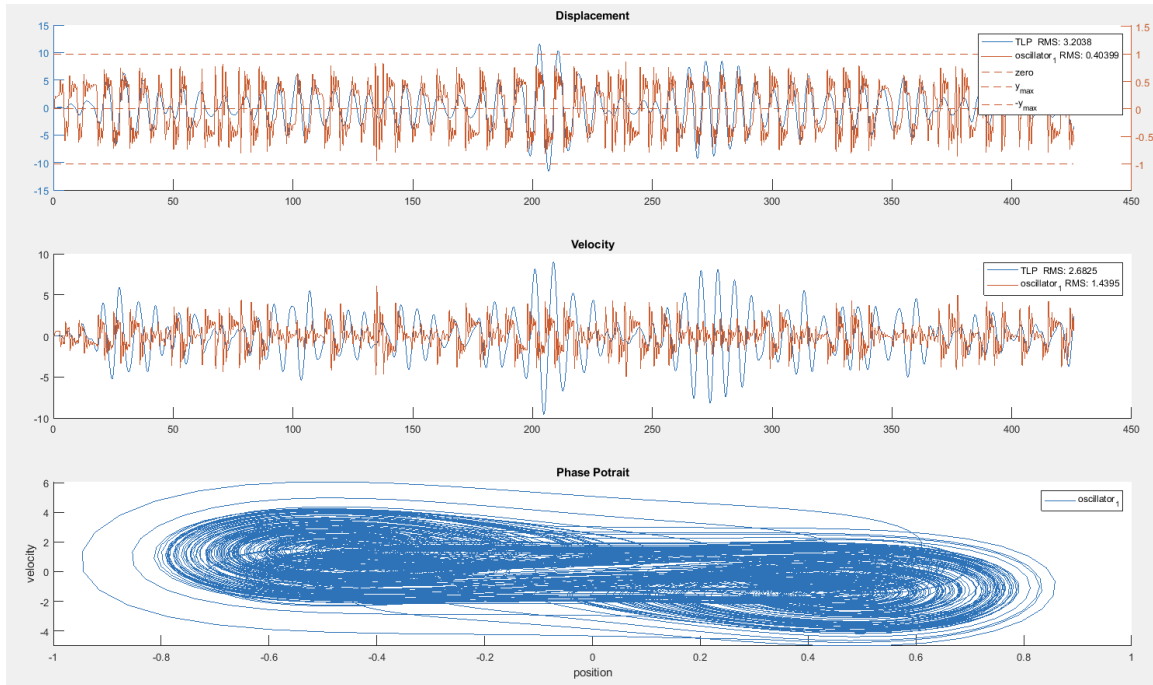 Displacement
15
10
5
0
-5
-10
-15
1.5
1
0.5
0
-0.5
-1
TLP RMS: 3.2038
oscillator1 RMS: 0.40399
zero
ymax
-ymax
0 50 100 150 200 250 300 350 400 450
Velocity
10
5
0
-5
-10
TLP RMS: 2.6825
oscillator1 RMS: 1.4395
0 50 100 150 200 250 300 350 400 450
Phase Potrait
6
4
2
0
-2
-4
velocity
oscillator1
-1 -0.8 -0.6 -0.4 -0.2 0 0.2 0.4 0.6 0.8 1
position